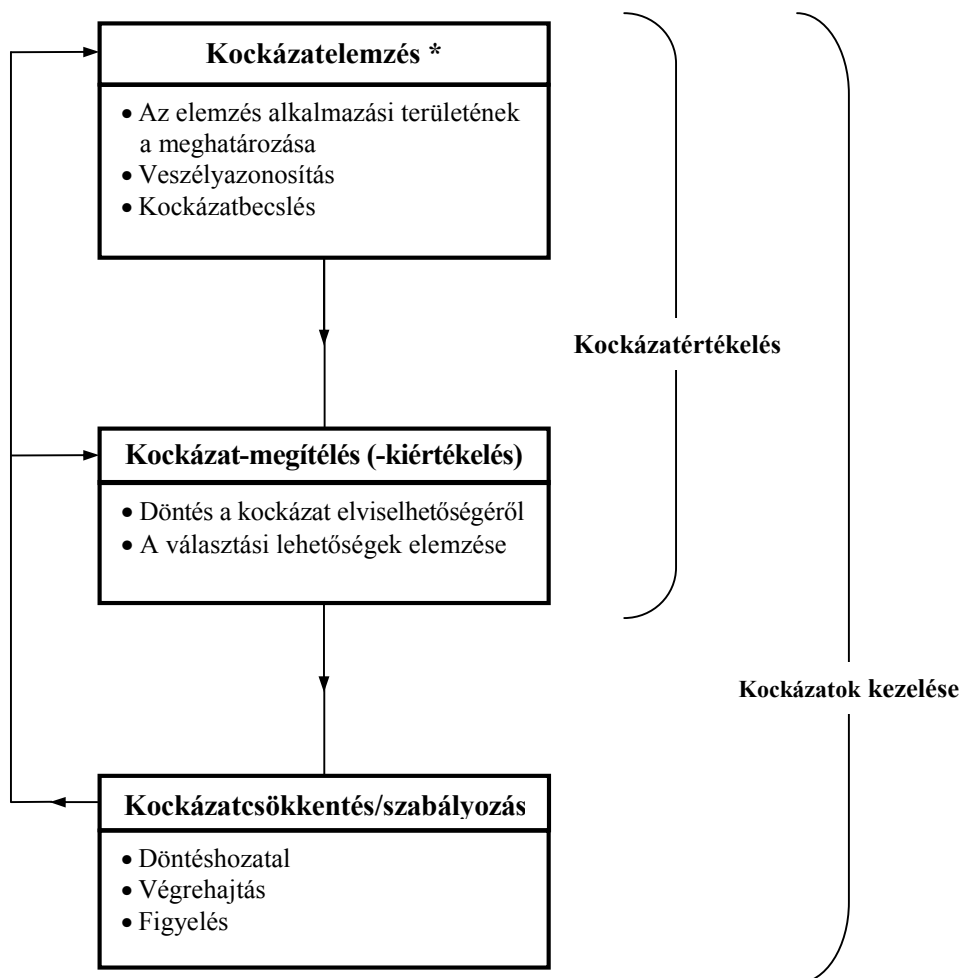 Kockázatelemzés *
• Az elemzés alkalmazási területének
a meghatározása
• Veszélyazonosítás
• Kockázatbecslés
Kockázatértékelés
Kockázat-megítélés (-kiértékelés)
• Döntés a kockázat elviselhetőségéről
• A választási lehetőségek elemzése
Kockázatok kezelése
Kockázatcsökkentés/szabályozás
• Döntéshozatal
• Végrehajtás
• Figyelés